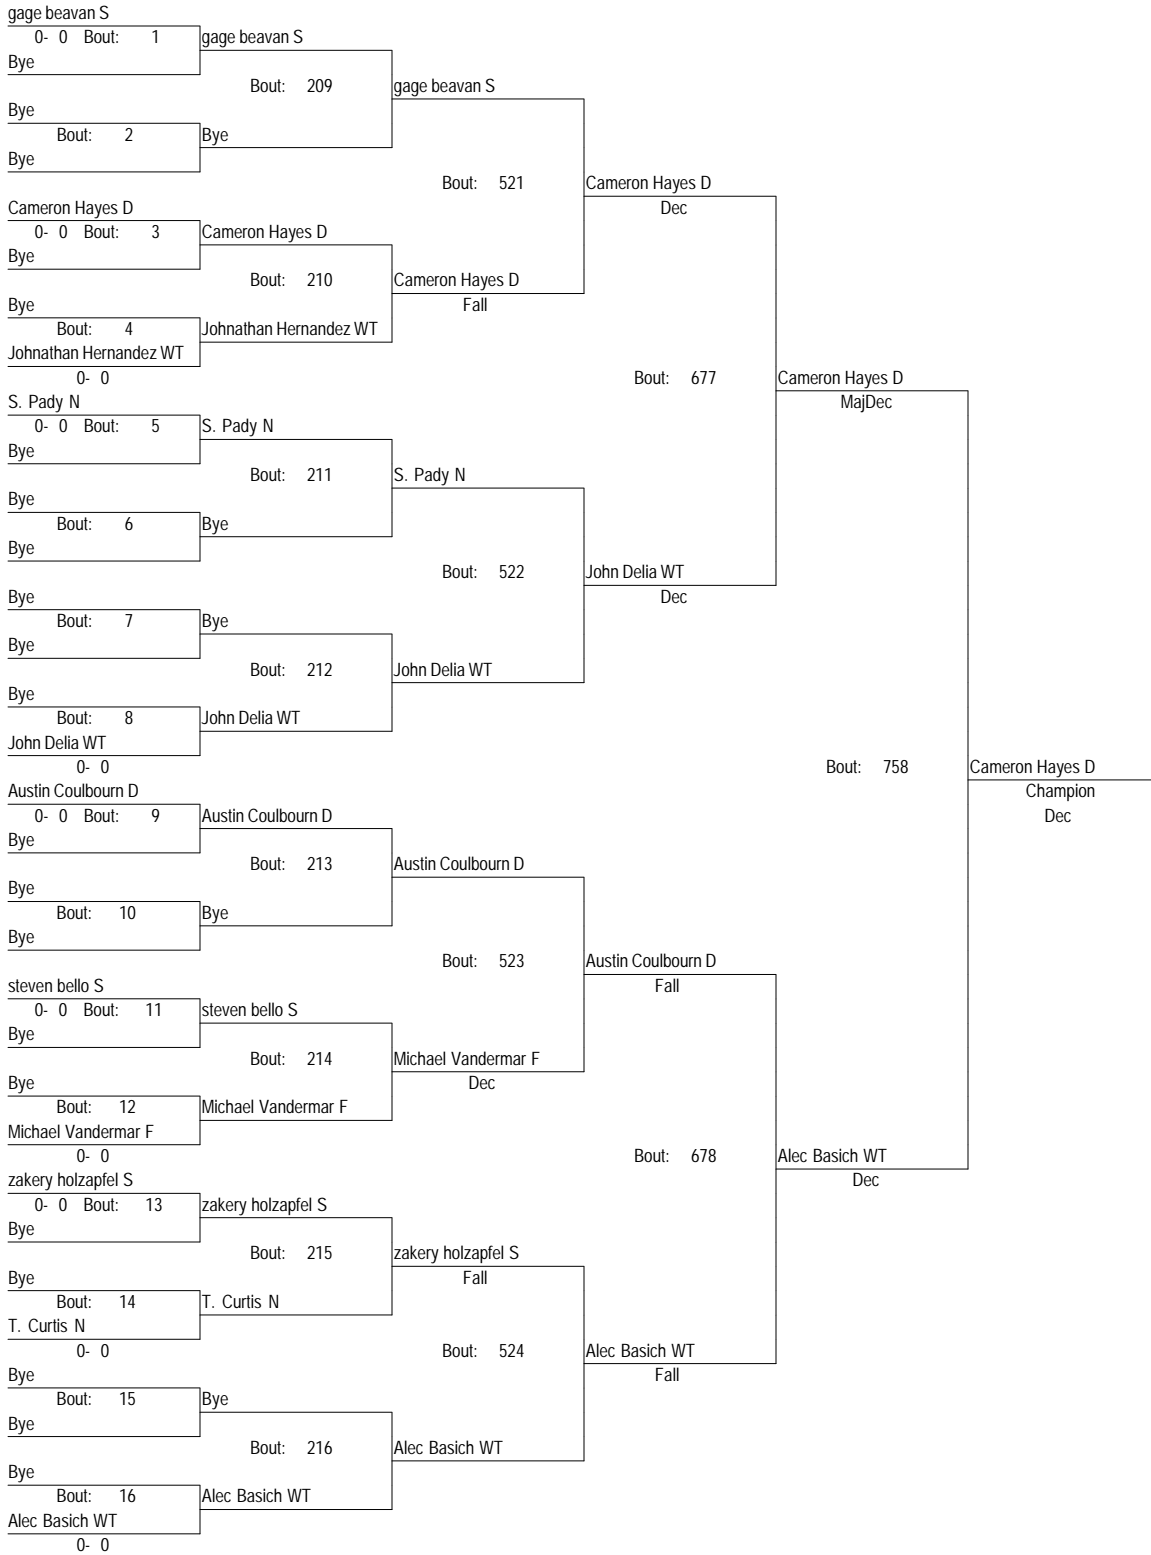 gage beavan S
0- 0 Bout: 1 gage beavan S
Bye
Bout: 209 gage beavan S
Bye
Bout: 2 Bye
Bye
Bout: 521 Cameron Hayes D
Dec
Cameron Hayes D
0- 0 Bout: 3 Cameron Hayes D
Bye
Bout: 210 Cameron Hayes D
Bye Fall
Bout: 4 Johnathan Hernandez WT
Johnathan Hernandez WT
0- 0 Bout: 677 Cameron Hayes D
S. Pady N MajDec
0- 0 Bout: 5 S. Pady N
Bye
Bout: 211 S. Pady N
Bye
Bout: 6 Bye
Bye
Bout: 522 John Delia WT
Bye Dec
Bout: 7 Bye
Bye
Bout: 212 John Delia WT
Bye
Bout: 8 John Delia WT
John Delia WT
0- 0 Bout: 758 Cameron Hayes D
Austin Coulbourn D Champion
0- 0 Bout: 9 Austin Coulbourn D Dec
Bye
Bout: 213 Austin Coulbourn D
Bye
Bout: 10 Bye
Bye
Bout: 523 Austin Coulbourn D
steven bello S Fall
0- 0 Bout: 11 steven bello S
Bye
Bout: 214 Michael Vandermar F
Bye Dec
Bout: 12 Michael Vandermar F
Michael Vandermar F
0- 0 Bout: 678 Alec Basich WT
zakery holzapfel S Dec
0- 0 Bout: 13 zakery holzapfel S
Bye
Bout: 215 zakery holzapfel S
Bye Fall
Bout: 14 T. Curtis N
T. Curtis N
0- 0 Bout: 524 Alec Basich WT
Bye Fall
Bout: 15 Bye
Bye
Bout: 216 Alec Basich WT
Bye
Bout: 16 Alec Basich WT
Alec Basich WT
0- 0